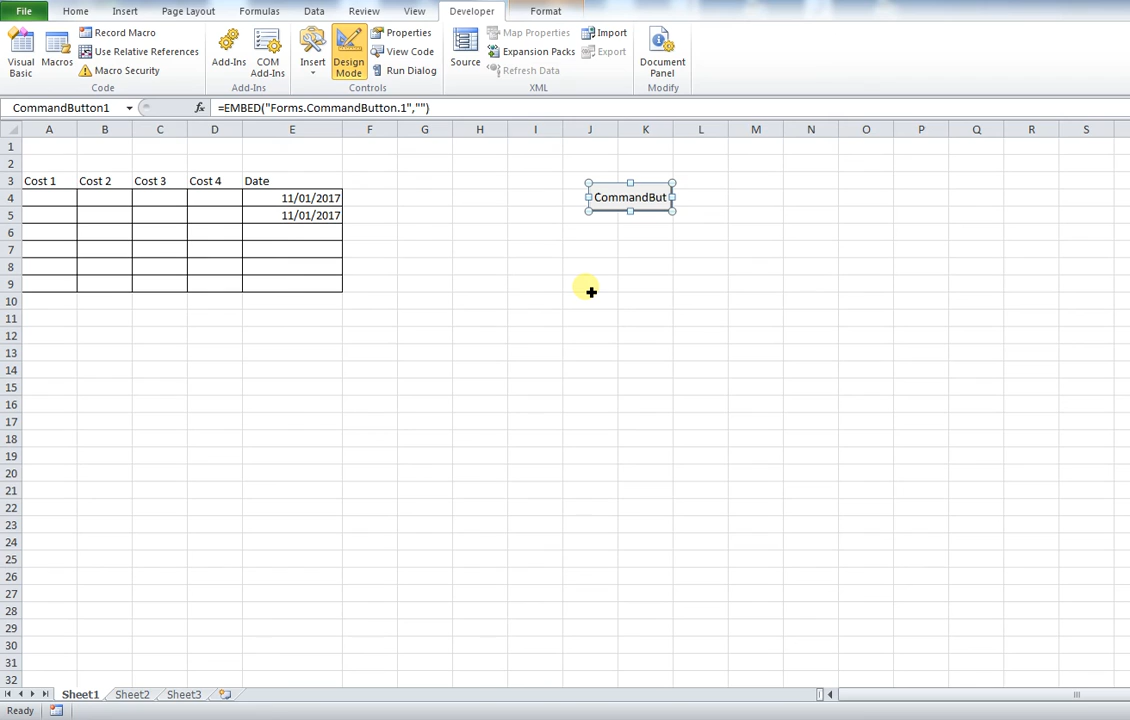 File Home Insert Page Layout Formulas Data Review View Developer Format
Visual Basic
Macros
Record Macro
Use Relative References
Macro Security
Code
Add-Ins
COM Add-Ins
Add-Ins
Insert
Design Mode
Properties
View Code
Run Dialog
Controls
Source
Map Properties
Expansion Packs
Refresh Data
Import
Export
XML
Document Panel
Modify
CommandButton1 fx =EMBED("Forms.CommandButton.1","")
A B C D E F G H I J K L M N O P Q R S
1
2
3 Cost 1 Cost 2 Cost 3 Cost 4 Date
4 11/01/2017 CommandBut
5 11/01/2017
6
7
8
9
10
11
12
13
14
15
16
17
18
19
20
21
22
23
24
25
26
27
28
29
30
31
32
Sheet1 Sheet2 Sheet3
Ready